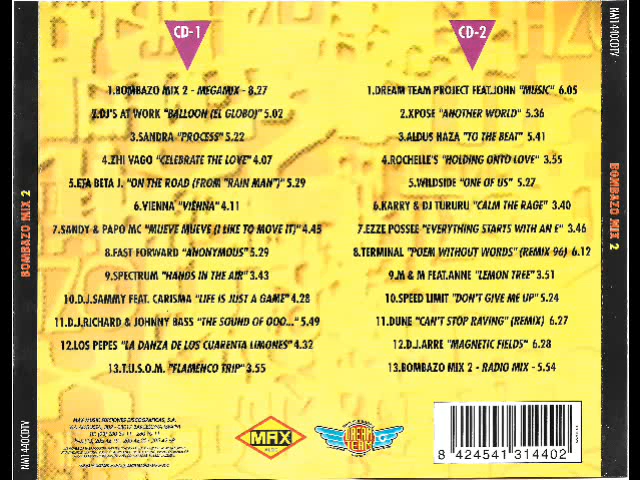 CD-1
1.BOMBAZO MIX 2 - MEGAMIX - 8.27
2.DJ'S AT WORK "BALLOON (EL GLOBO)" 5.02
3.SANDRA "PROCESS" 5.22
4.ZHI VAGO "CELEBRATE THE LOVE" 4.07
5.ETA BETA J. "ON THE ROAD (FROM "RAIN MAN")" 5.29
6.VIENNA "VIENNA" 4.11
7.SANDY & PAPO MC "MUEVE MUEVE (I LIKE TO MOVE IT)" 4.45
8.FAST FORWARD "ANONYMOUS" 5.29
9.SPECTRUM "HANDS IN THE AIR" 3.43
10.D.J.SAMMY FEAT. CARISMA "LIFE IS JUST A GAME" 4.28
11.D.J.RICHARD & JOHNNY BASS "THE SOUND OF OOO..." 5.49
12.LOS PEPES "LA DANZA DE LOS CUARENTA LIMONES" 4.32
13.T.U.S.O.M. "FLAMENCO TRIP" 3.55
CD-2
1.DREAM TEAM PROJECT FEAT.JOHN "MUSIC" 6.05
2.XPOSE "ANOTHER WORLD" 5.36
3.ALDUS HAZA "TO THE BEAT" 5.41
4.ROCHELLE'S "HOLDING ONTO LOVE" 3.55
5.WILDSIDE "ONE OF US" 5.27
6.KARRY & DJ TURURU "CALM THE RAGE" 3.40
7.EZZE POSSEE "EVERYTHING STARTS WITH AN E" 3.46
8.TERMINAL "POEM WITHOUT WORDS" (REMIX 96) 6.12
9.M & M FEAT.ANNE "LEMON TREE" 3.51
10.SPEED LIMIT "DON'T GIVE ME UP" 5.24
11.DUNE "CAN'T STOP RAVING" (REMIX) 6.27
12.D.J.ARRE "MAGNETIC FIELDS" 6.28
13.BOMBAZO MIX 2 - RADIO MIX - 5.54
BOMBAZO MIX 2
NM1440CDTV
BOMBAZO MIX 2
NM1440CDTV
MAX MUSIC EDICIONES DISCOGRAFICAS, S.A.
MAX
MUSIC
DREAM
TEAM
8 424541 314402